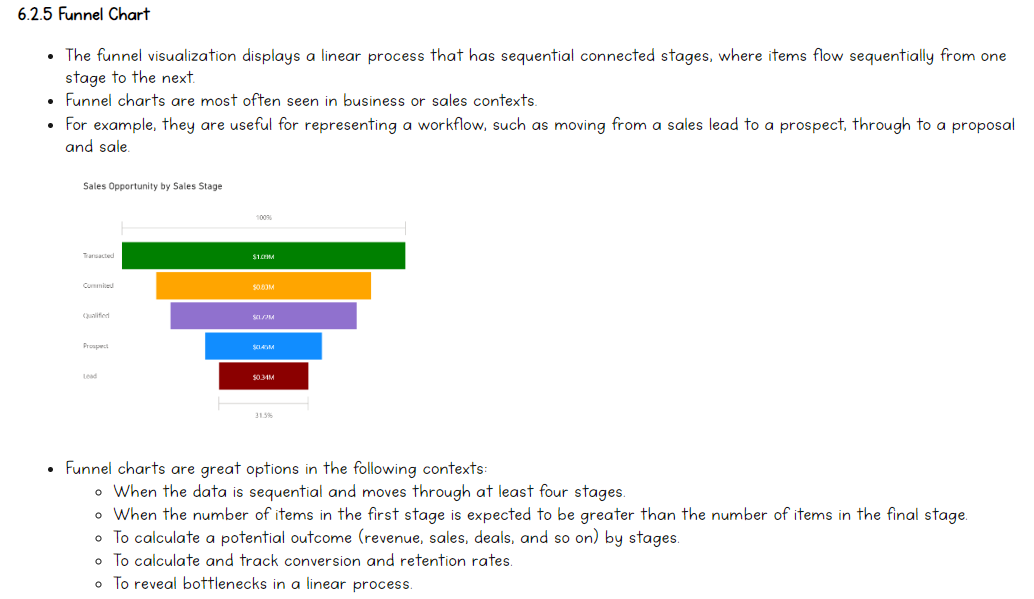 6.2.5 Funnel Chart
• The funnel visualization displays a linear process that has sequential connected stages, where items flow sequentially from one
stage to the next.
• Funnel charts are most often seen in business or sales contexts.
• For example, they are useful for representing a workflow, such as moving from a sales lead to a prospect, through to a proposal
and sale.
Sales Opportunity by Sales Stage
100%
Transacted $1.09M
Commited $0.83M
Qualified $0.72M
Prospect $0.45M
Lead $0.34M
31.5%
• Funnel charts are great options in the following contexts:
◦ When the data is sequential and moves through at least four stages.
◦ When the number of items in the first stage is expected to be greater than the number of items in the final stage.
◦ To calculate a potential outcome (revenue, sales, deals, and so on) by stages.
◦ To calculate and track conversion and retention rates.
◦ To reveal bottlenecks in a linear process.